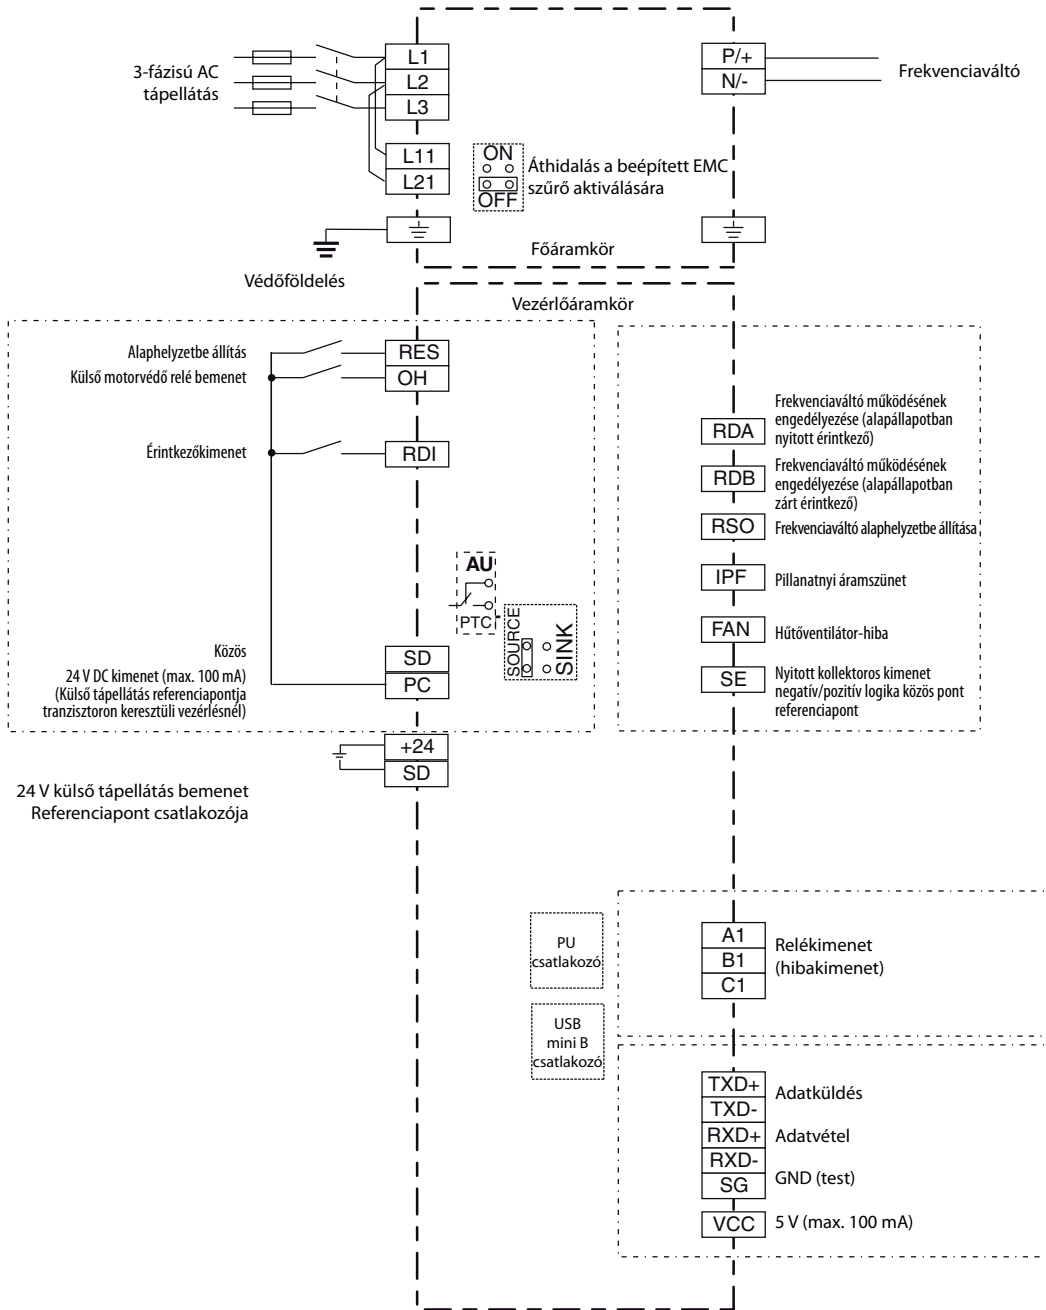 3-fázisú AC
tápellátás
L1
L2
L3
L11
L21
P/+
N/-
Frekvenciaváltó
ON
OFF
Áthidalás a beépített EMC
szűrő aktiválására
Védőföldelés
Főáramkör
Vezérlőáramkör
Alaphelyzetbe állítás
RES
Külső motorvédő relé bemenet
OH
Érintkezőkimenet
RDI
AU
PTC
SOURCE
SINK
Közös
SD
24 V DC kimenet (max. 100 mA)
PC
(Külső tápellátás referenciapontja
tranzisztoron keresztüli vezérlésnél)
+24
SD
24 V külső tápellátás bemenet
Referenciapont csatlakozója
RDA
Frekvenciaváltó működésének
engedélyezése (alapállapotban
nyitott érintkező)
RDB
Frekvenciaváltó működésének
engedélyezése (alapállapotban
zárt érintkező)
RSO
Frekvenciaváltó alaphelyzetbe állítása
IPF
Pillanatnyi áramszünet
FAN
Hűtőventilátor-hiba
SE
Nyitott kollektoros kimenet
negatív/pozitív logika közös pont
referenciapont
PU
csatlakozó
A1
B1
C1
Relékimenet
(hibakimenet)
USB
mini B
csatlakozó
TXD+
TXD-
Adatküldés
RXD+
Adatvétel
RXD-
SG
GND (test)
VCC
5 V (max. 100 mA)